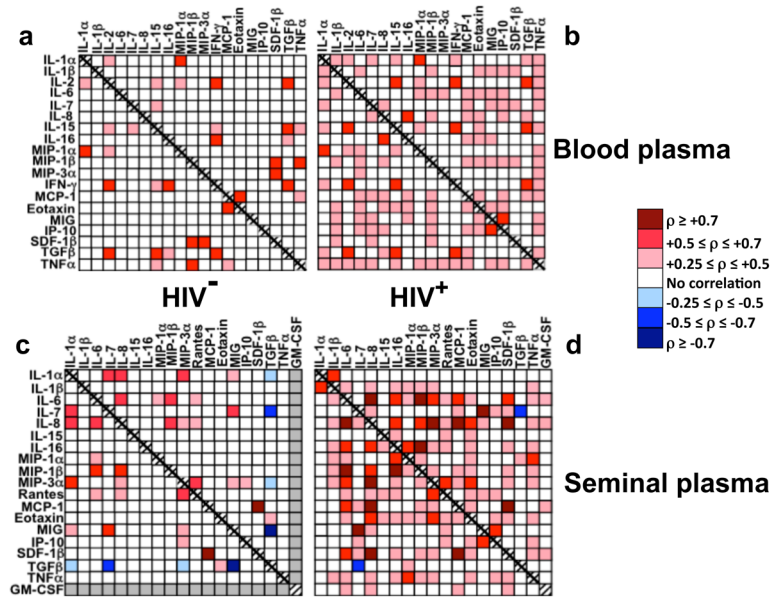 a
IL-1α
IL-1β
IL-2
IL-6
IL-7
IL-8
IL-15
IL-16
MIP-1α
MIP-1β
MIP-3α
IFN-γ
MCP-1
Eotaxin
MIG
IP-10
SDF-1β
TGFβ
TNFα
IL-1α
IL-1β
IL-2
IL-6
IL-7
IL-8
IL-15
IL-16
MIP-1α
MIP-1β
MIP-3α
IFN-γ
MCP-1
Eotaxin
MIG
IP-10
SDF-1β
TGFβ
TNFα
b
IL-1α
IL-1β
IL-2
IL-6
IL-7
IL-8
IL-15
IL-16
MIP-1α
MIP-1β
MIP-3α
IFN-γ
MCP-1
Eotaxin
MIG
IP-10
SDF-1β
TGFβ
TNFα
Blood plasma
HIV-
HIV+
ρ ≥ +0.7
+0.5 ≤ ρ ≤ +0.7
+0.25 ≤ ρ ≤ +0.5
No correlation
-0.25 ≤ ρ ≤ -0.5
-0.5 ≤ ρ ≤ -0.7
ρ ≥ -0.7
c
IL-1α
IL-1β
IL-6
IL-7
IL-8
IL-15
IL-16
MIP-1α
MIP-1β
MIP-3α
Rantes
MCP-1
Eotaxin
MIG
IP-10
SDF-1β
TGFβ
TNFα
GM-CSF
IL-1α
IL-1β
IL-6
IL-7
IL-8
IL-15
IL-16
MIP-1α
MIP-1β
MIP-3α
Rantes
MCP-1
Eotaxin
MIG
IP-10
SDF-1β
TGFβ
TNFα
GM-CSF
d
IL-1α
IL-1β
IL-6
IL-7
IL-8
IL-15
IL-16
MIP-1α
MIP-1β
MIP-3α
Rantes
MCP-1
Eotaxin
MIG
IP-10
SDF-1β
TGFβ
TNFα
GM-CSF
Seminal plasma